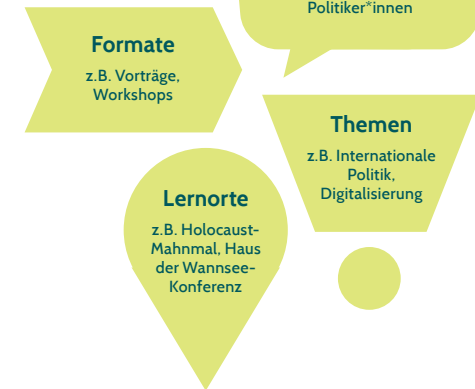 Politiker*innen
Formate
z.B. Vorträge,
Workshops
Themen
z.B. Internationale
Politik,
Digitalisierung
Lernorte
z.B. Holocaust-
Mahnmal, Haus
der Wannsee-
Konferenz